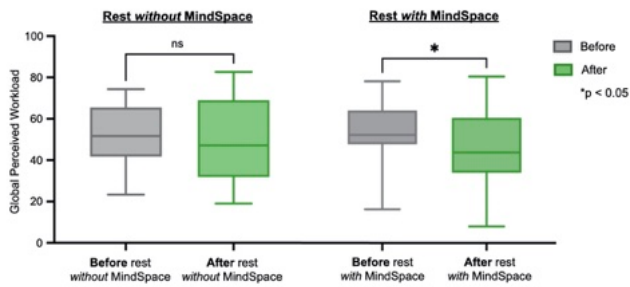 Rest without MindSpace
Rest with MindSpace
ns
*
Before
After
*p < 0.05
Global Perceived Workload
100
80
60
40
20
0
Before rest
without MindSpace
After rest
without MindSpace
Before rest
with MindSpace
After rest
with MindSpace